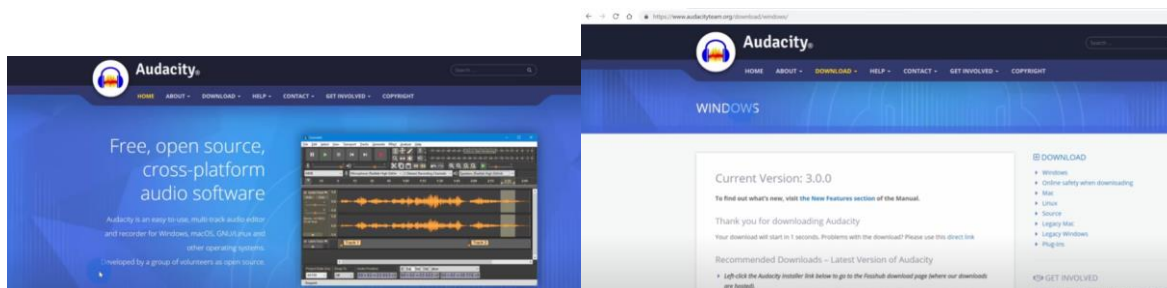 Audacity®
Search ...
HOME ABOUT DOWNLOAD HELP CONTACT GET INVOLVED COPYRIGHT
Free, open source,
cross-platform
audio software
Audacity is an easy-to-use, multi-track audio editor
and recorder for Windows, macOS, GNU/Linux and
other operating systems.
Developed by a group of volunteers as open source.
https://www.audacityteam.org/download/windows/
Audacity®
Search ...
HOME ABOUT DOWNLOAD HELP CONTACT GET INVOLVED COPYRIGHT
WINDOWS
Current Version: 3.0.0
To find out what's new, visit the New Features section of the Manual.
Thank you for downloading Audacity
Your download will start in 1 seconds. Problems with the download? Please use this direct link
Recommended Downloads – Latest Version of Audacity
Left-click the Audacity Installer link below to go to the Fosshub download page (where our downloads
are hosted).
DOWNLOAD
Windows
Online safety when downloading
Mac
Linux
Source
Legacy Mac
Legacy Windows
Plug-Ins
GET INVOLVED